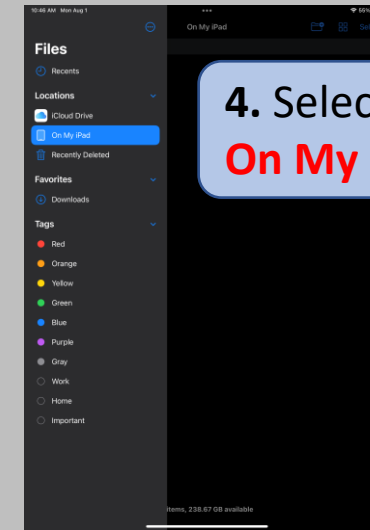 10:46 AM Mon Aug 1
55%
On My iPad
Files
Recents
Locations
iCloud Drive
On My iPad
Recently Deleted
Favorites
Downloads
Tags
Red
Orange
Yellow
Green
Blue
Purple
Gray
Work
Home
Important
4. Selec
On My
items, 238.67 GB available